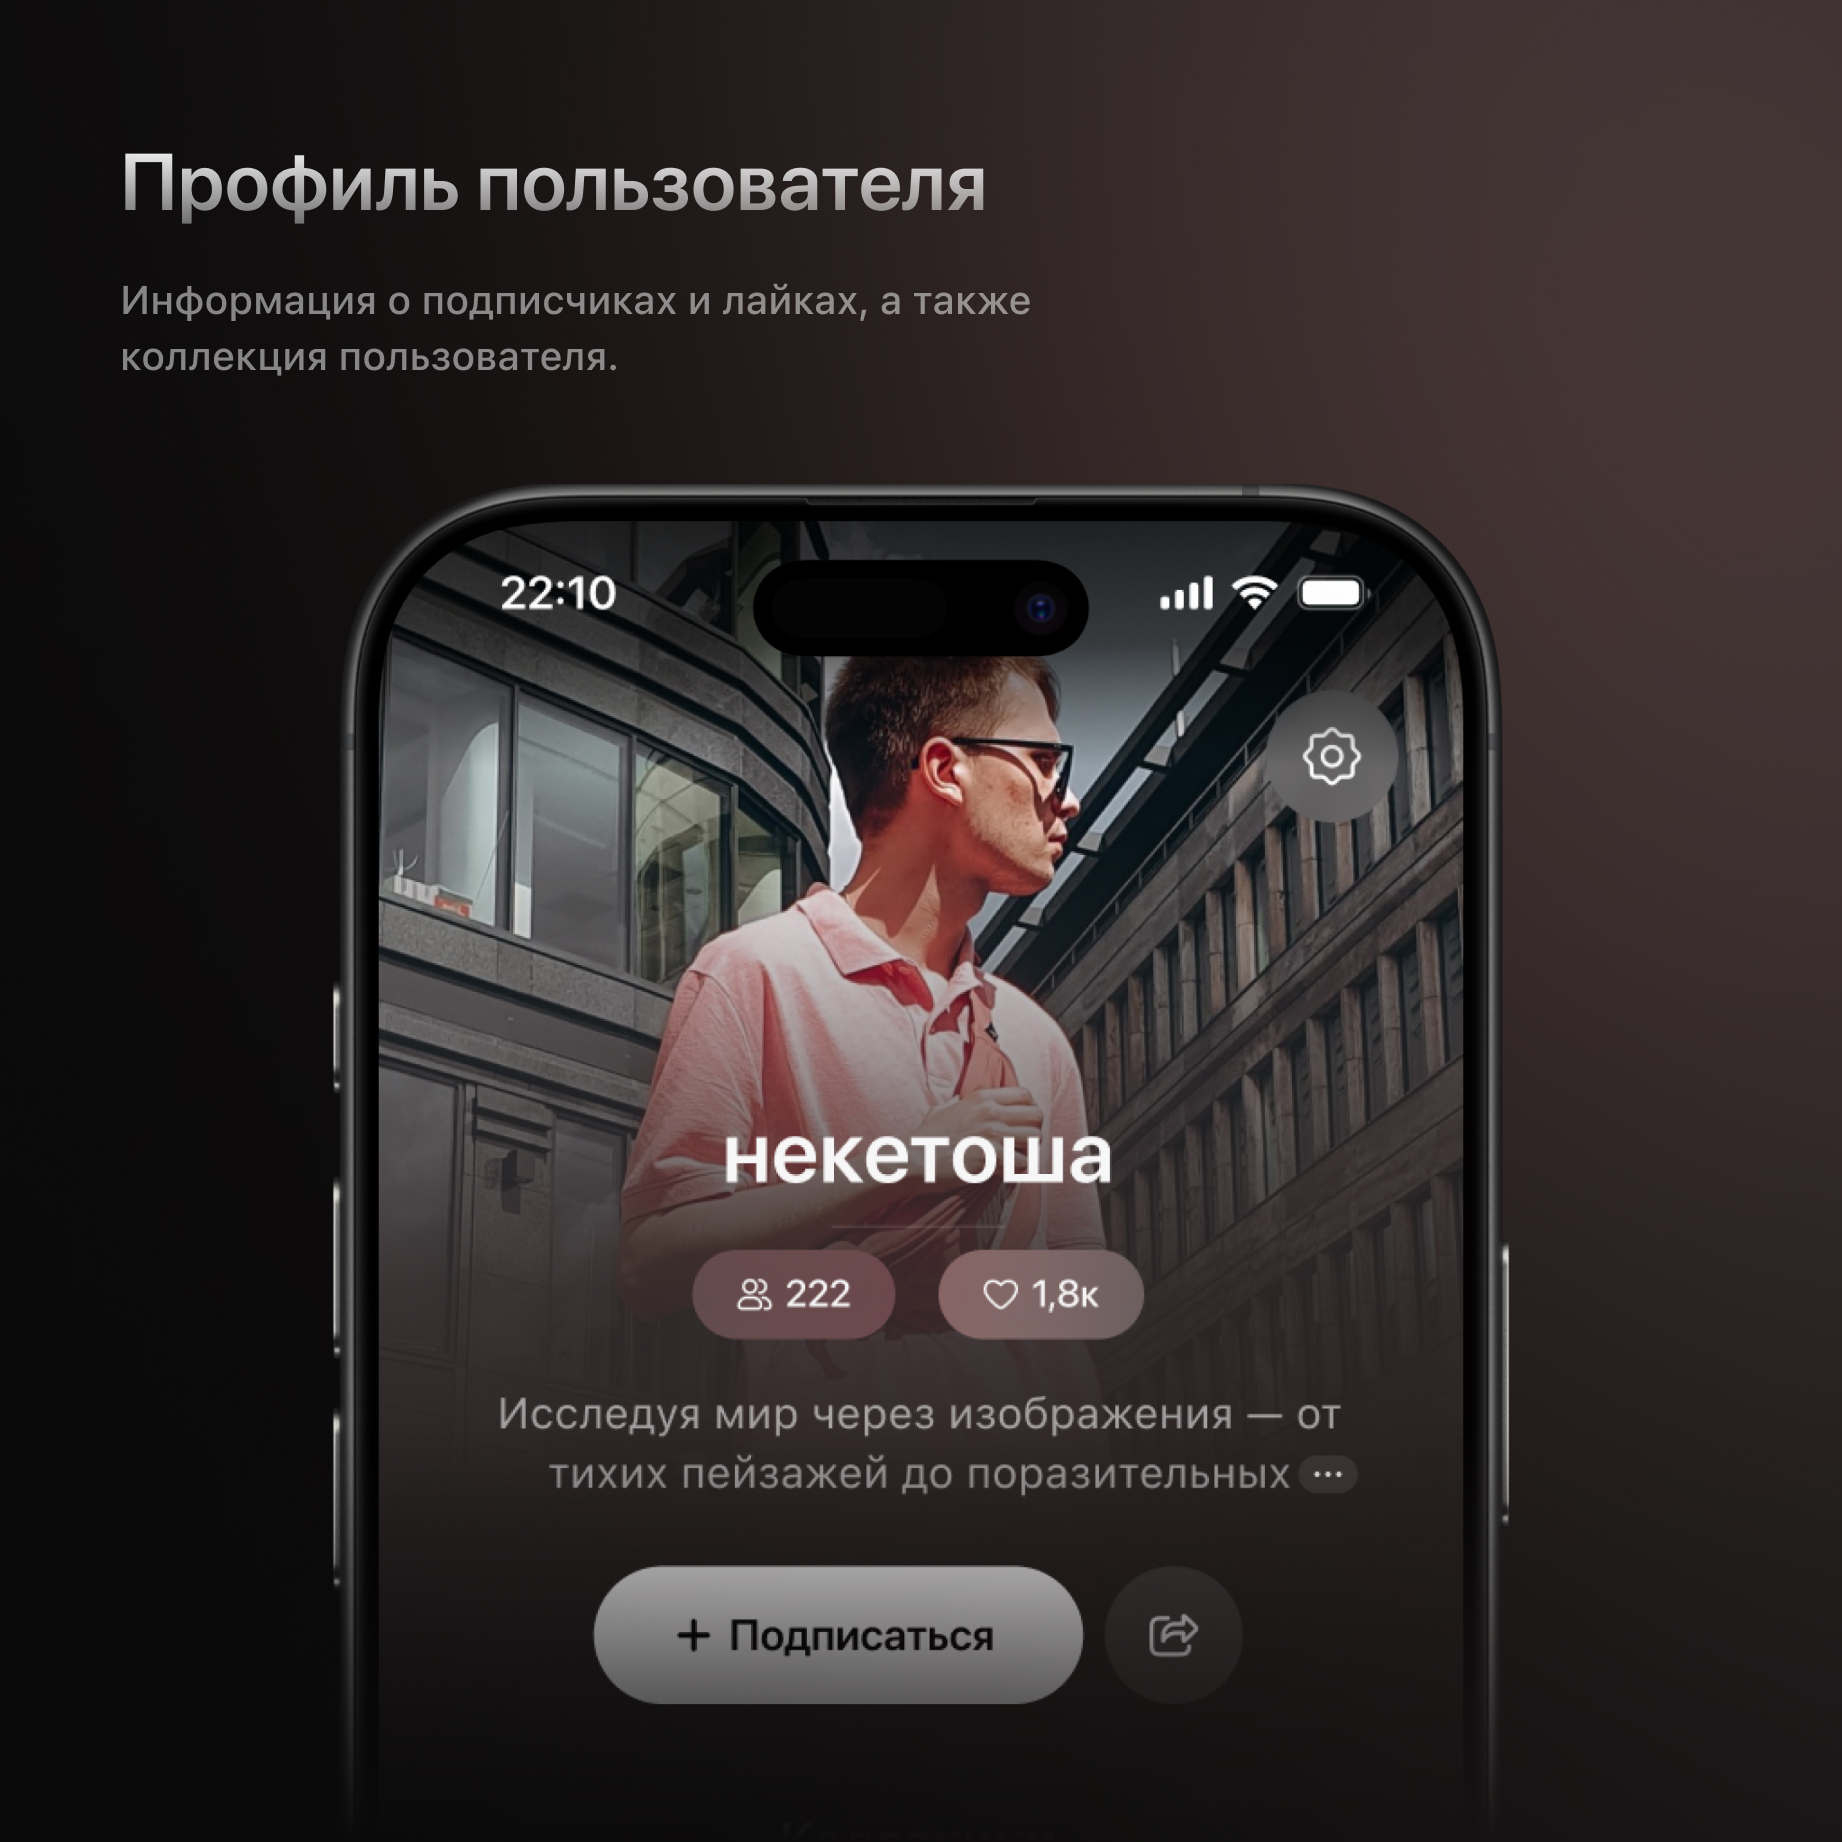 Профиль пользователя
Информация о подписчиках и лайках, а также
коллекция пользователя.
22:10
некетоша
222
1,8к
Исследуя мир через изображения — от
тихих пейзажей до поразительных ...
+ Подписаться